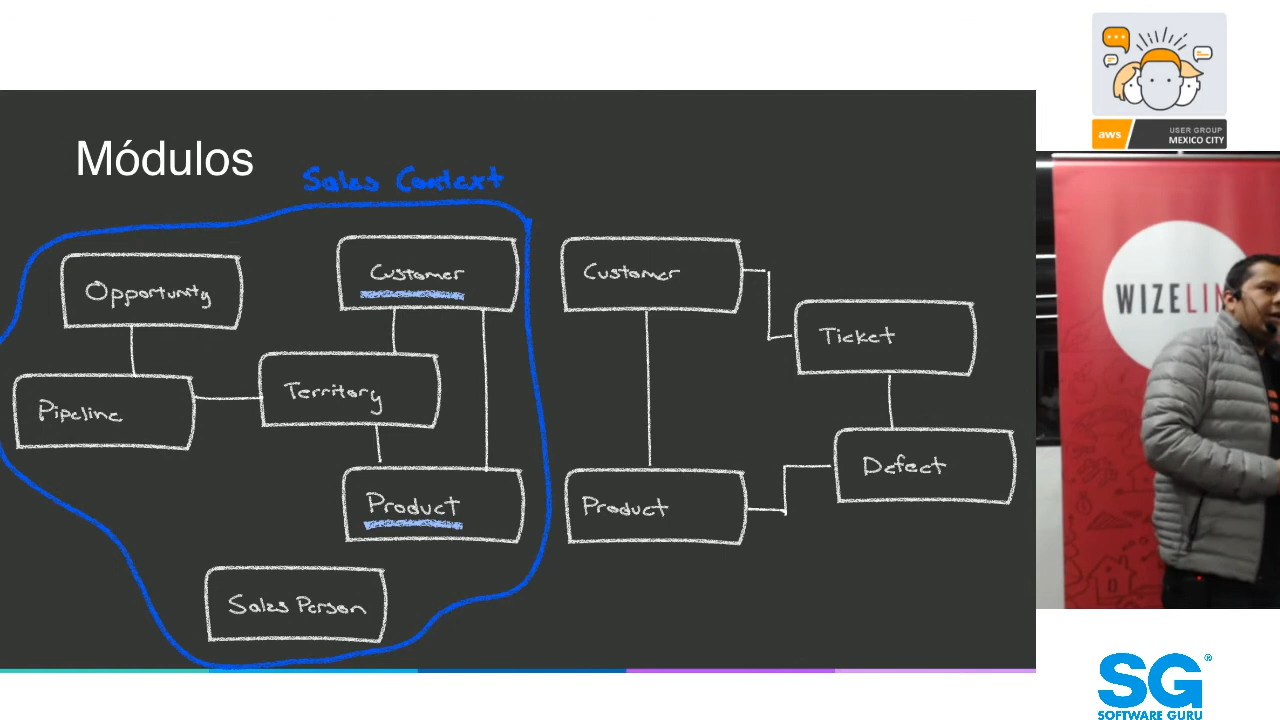 Módulos
Sales Context
Opportunity
Customer
Pipeline
Territory
Product
Sales Person
Customer
Ticket
Product
Defect
aws
USER GROUP
MEXICO CITY
WIZELIN
SG®
SOFTWARE GURU